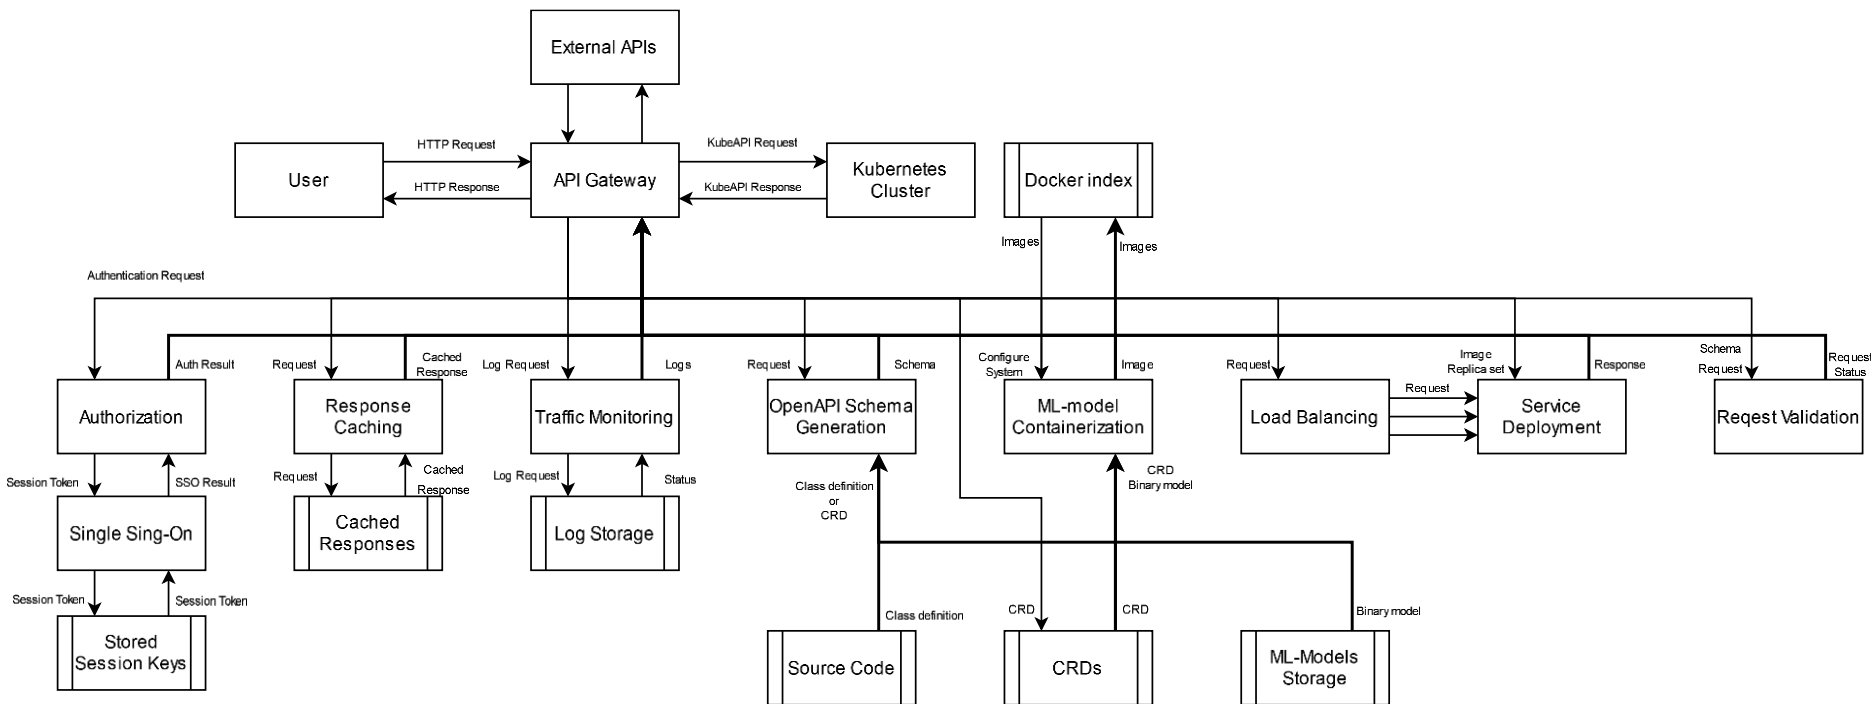 External APIs
HTTP Request
KubeAPI Request
User
API Gateway
Kubernetes
Cluster
Docker index
HTTP Response
KubeAPI Response
Images
Images
Authentication Request
Auth Result
Request
Cached
Response
Log Request
Logs
Request
Schema
Configure
System
Image
Request
Image
Replica set
Response
Schema
Request
Request
Status
Authorization
Response
Caching
Traffic Monitoring
OpenAPI Schema
Generation
ML-model
Containerization
Load Balancing
Request
Service
Deployment
Reqest Validation
Session Token
SSO Result
Request
Cached
Response
Log Request
Status
Class definition
or
CRD
CRD
Binary model
Single Sing-On
Cached
Responses
Log Storage
Session Token
Session Token
Class definition
CRD
CRD
Binary model
Stored
Session Keys
Source Code
CRDs
ML-Models
Storage